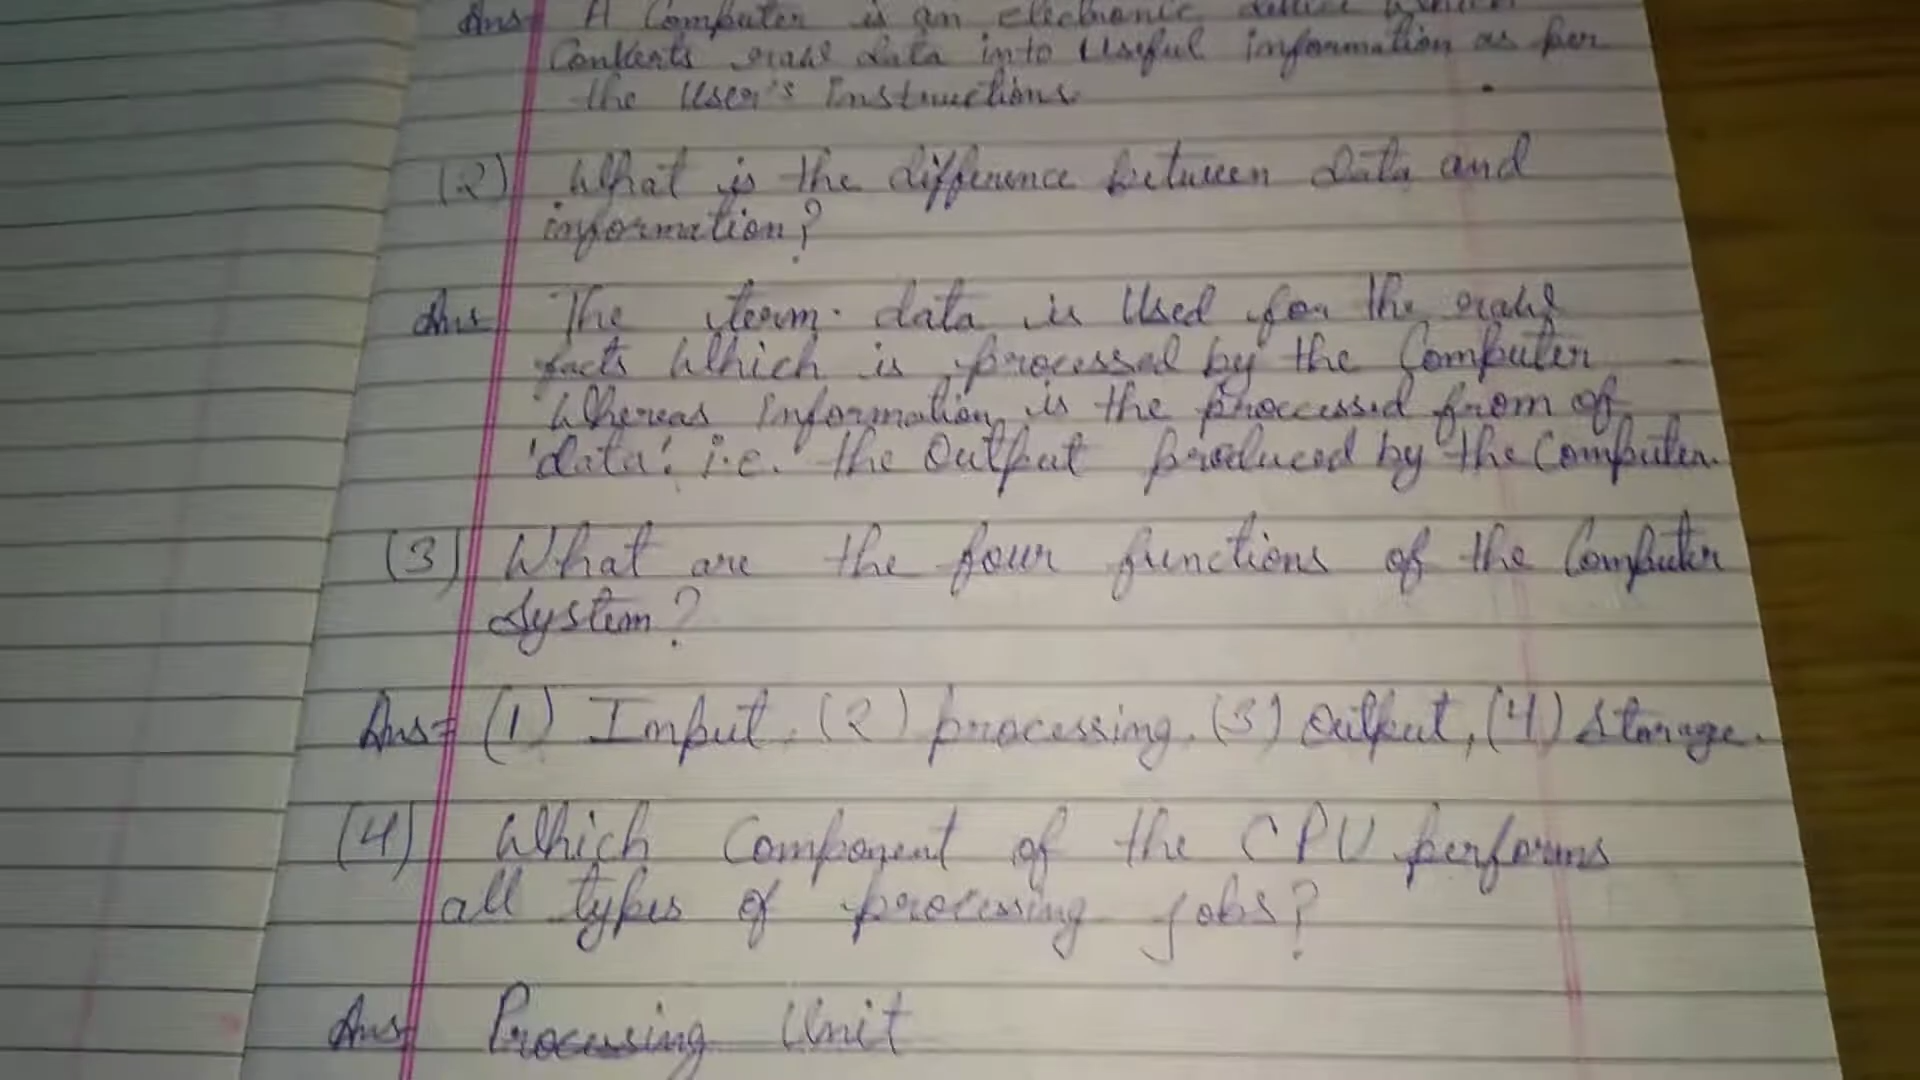 Ans= A Computer is an electronic device which
Converts raw data into Useful information as per
the User's Instructions.
(2) What is the difference between data and
information?
Ans The term data is Used for the raw
facts Which is processed by the Computer
Whereas Information is the proccessed from of
'data'. i.e. the Output produced by the Computer.
(3) What are the four functions of the Computer
System?
Ans= (1) Input, (2) processing, (3) Output, (4) Storage.
(4) Which Component of the CPU performs
all types of processing jobs?
Ans Processing Unit